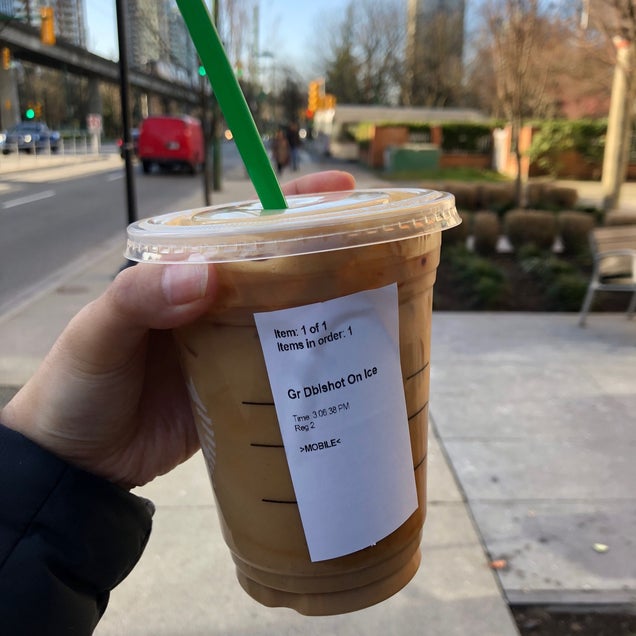 Item: 1 of 1
Items in order: 1
Gr Dblshot On Ice
Time: 3:06:38 PM
Reg 2
>MOBILE<